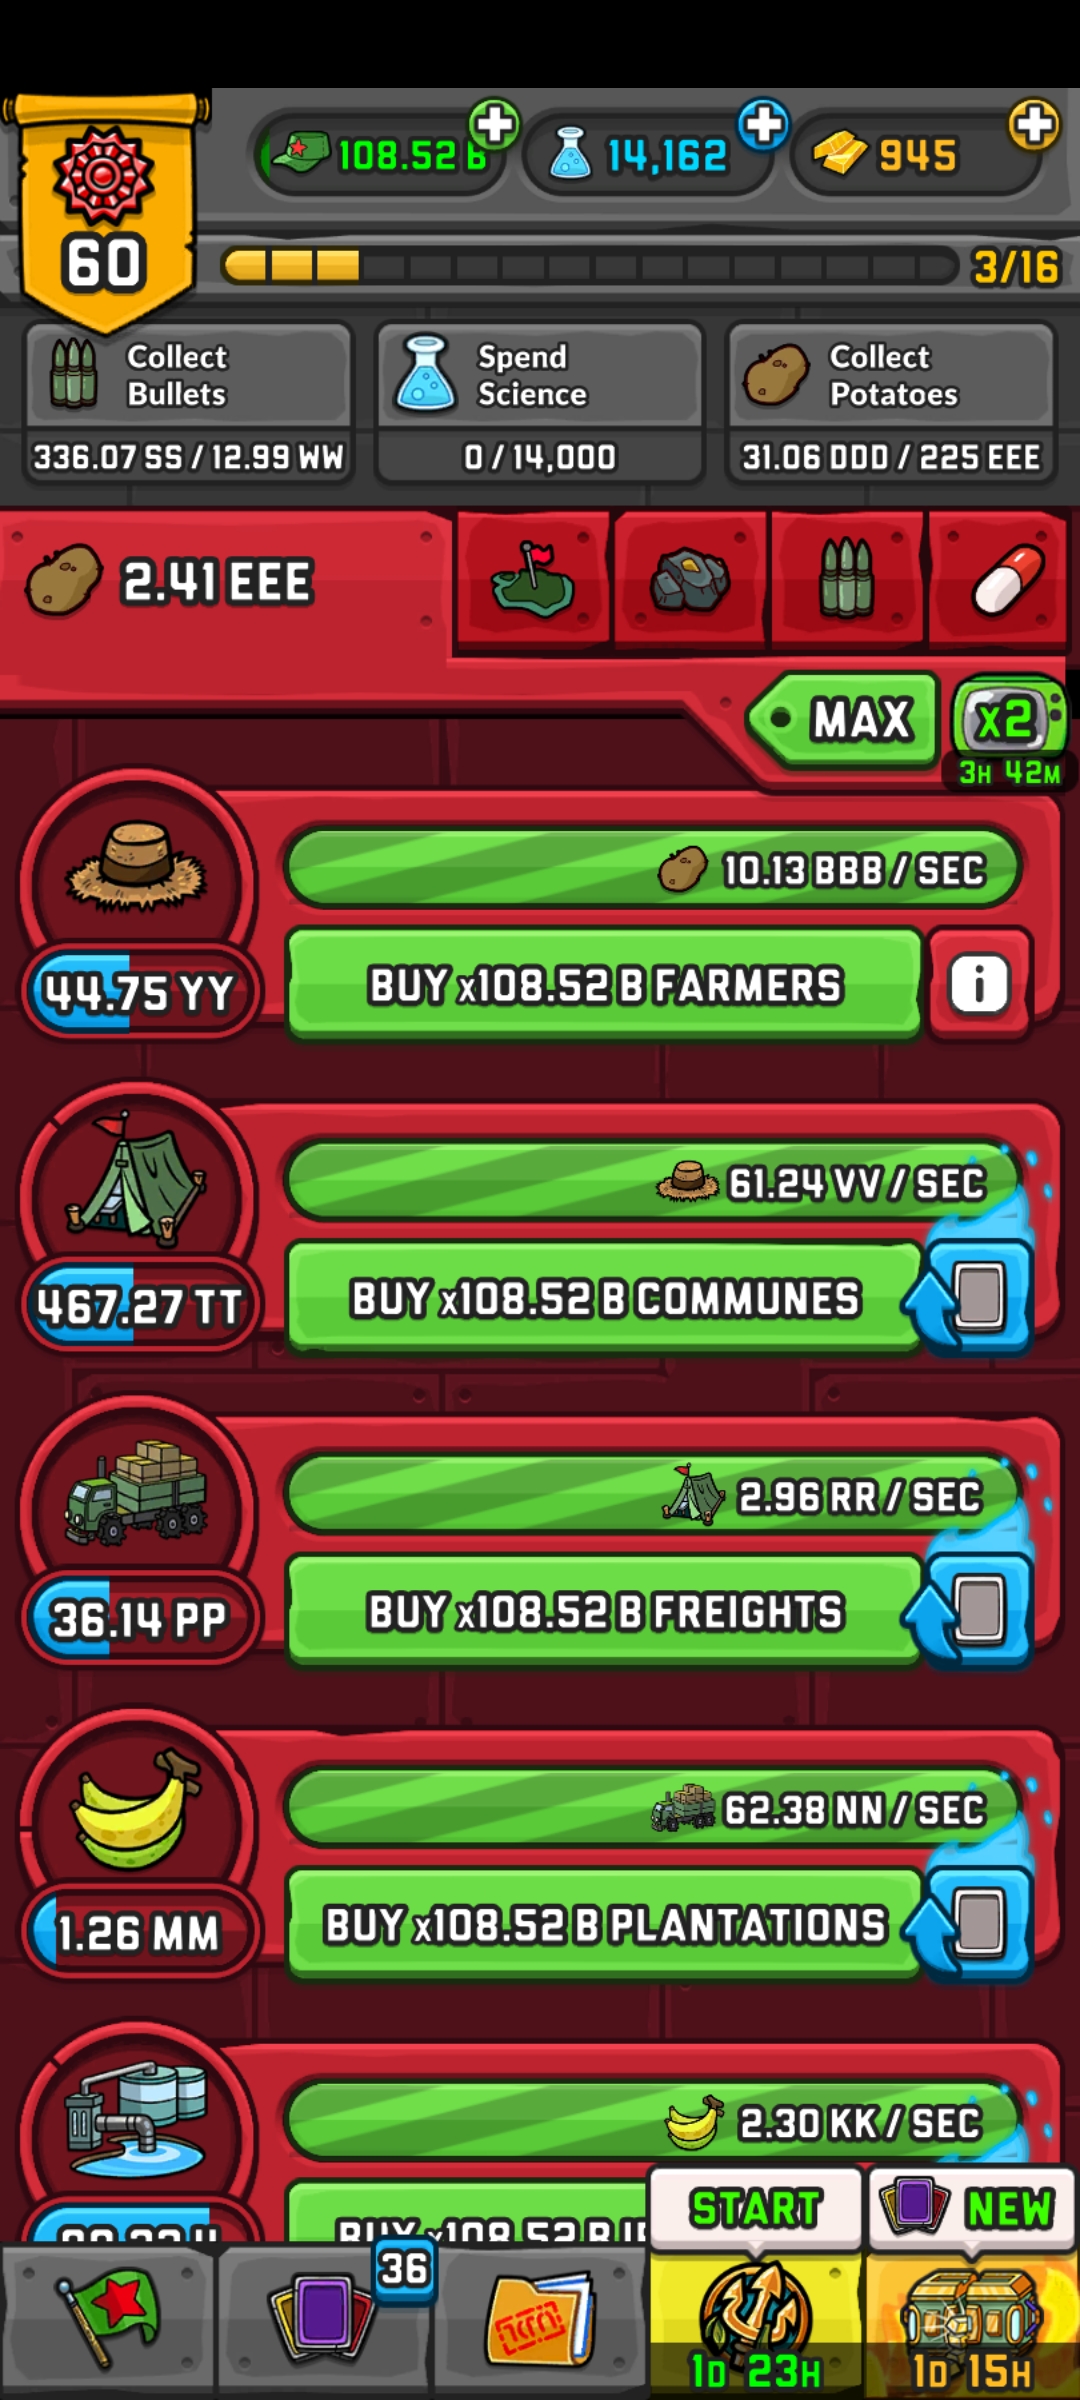 108.52 B
14,162
945
60
3/16
Collect
Bullets
336.07 SS / 12.99 WW
Spend
Science
0 / 14,000
Collect
Potatoes
31.06 DDD / 225 EEE
2.41 EEE
MAX
x2
3H 42M
10.13 BBB / SEC
44.75 YY
BUY x108.52 B FARMERS
i
61.24 VV / SEC
467.27 TT
BUY x108.52 B COMMUNES
2.96 RR / SEC
36.14 PP
BUY x108.52 B FREIGHTS
62.38 NN / SEC
1.26 MM
BUY x108.52 B PLANTATIONS
2.30 KK / SEC
BUY x108.52 B
START
NEW
36
1D 23H
1D 15H